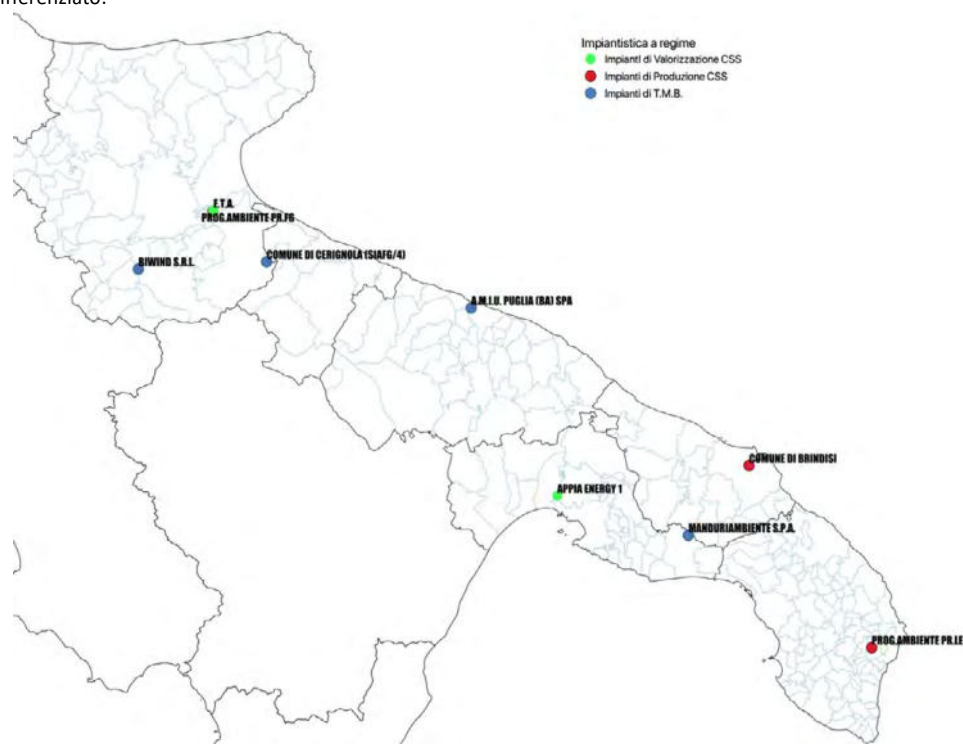 Impiantistica a regime
Impianti di Valorizzazione CSS
Impianti di Produzione CSS
Impianti di T.M.B.
E.T.A.
PROG.AMBIENTE PR.FG
BIWIND S.R.L.
COMUNE DI CERIGNOLA (SIAFG/4)
A.M.I.U. PUGLIA (BA) SPA
COMUNE DI BRINDISI
APPIA ENERGY 1
MANDURIAMBIENTE S.P.A.
PROG.AMBIENTE PR.LE